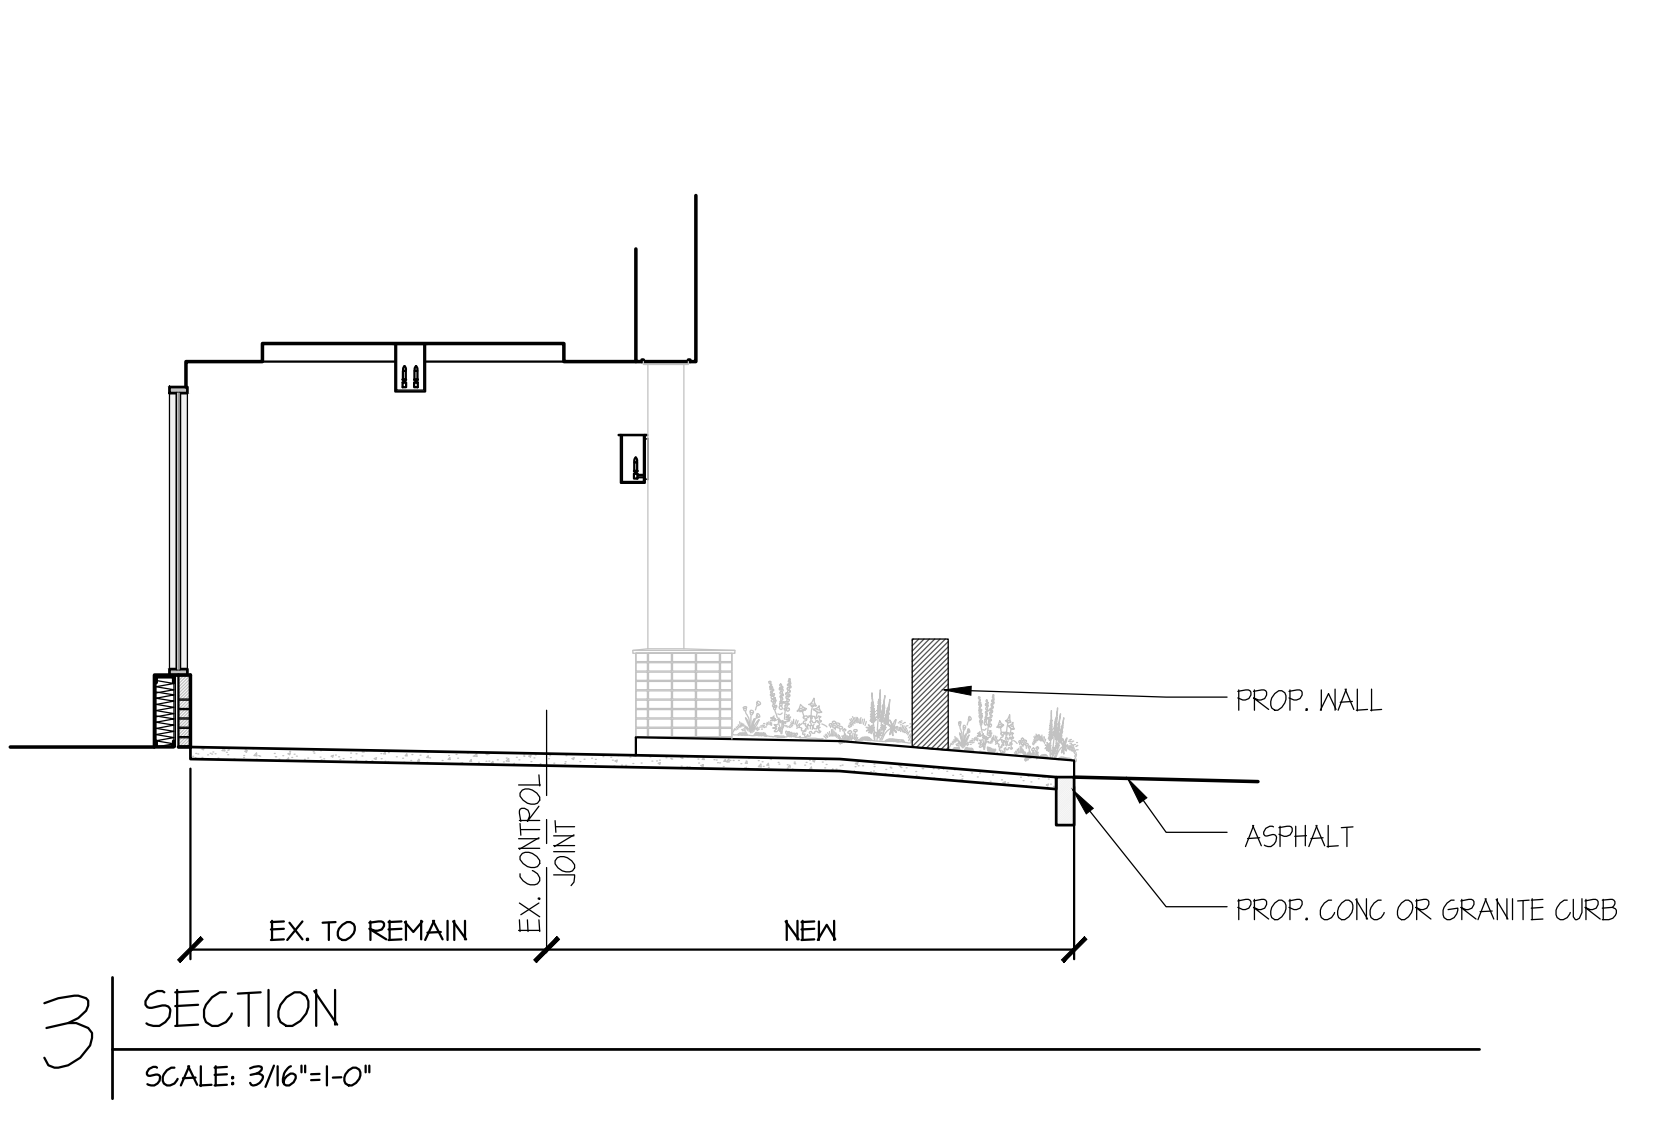 PROP. WALL
EX. CONTROL
JOINT
ASPHALT
PROP. CONC OR GRANITE CURB
EX. TO REMAIN
NEW
3
SECTION
SCALE: 3/16"=1-0"